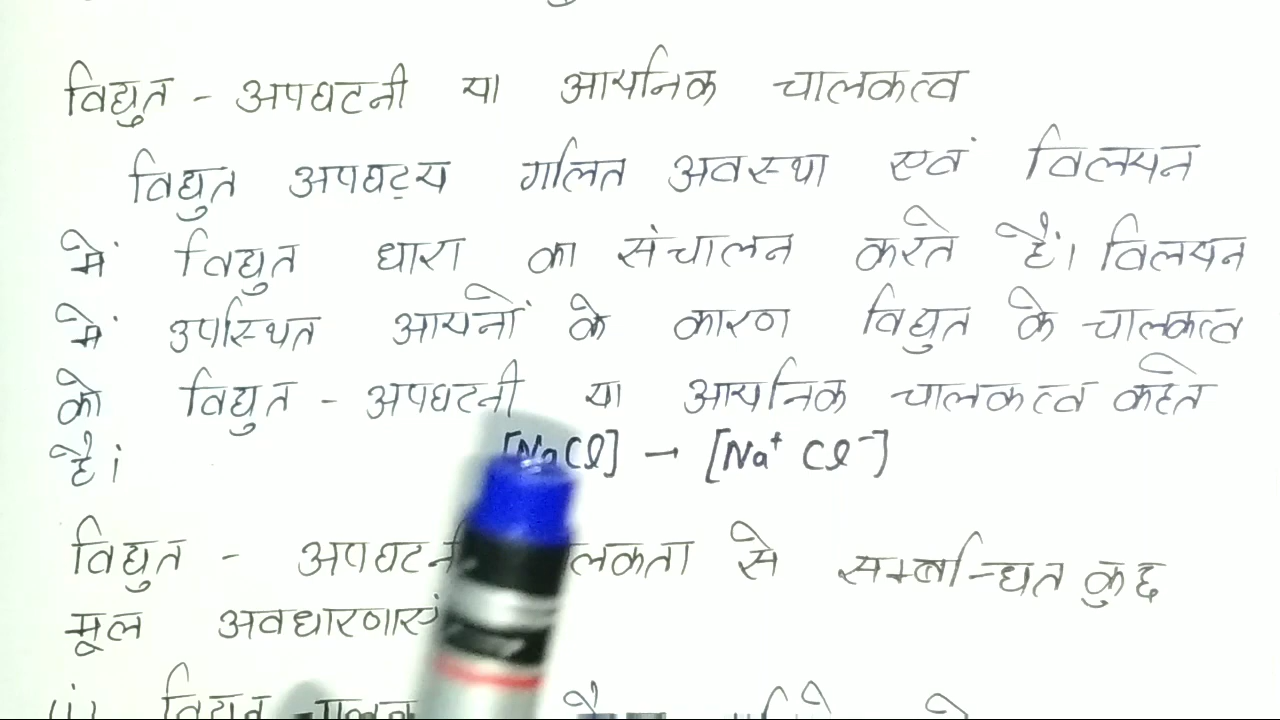 विद्युत - अपघटनी या आयनिक चालकत्व
विद्युत अपघट्य गलित अवस्था एवं विलयन
में विद्युत धारा का संचालन करते हैं। विलयन
में उपस्थित आयनों के कारण विद्युत के चालकत्व
को विद्युत - अपघटनी या आयनिक चालकत्व कहते
है।
[NaCl] → [Na⁺ Cl⁻]
विद्युत - अपघटनी से सम्बन्धित कुछ
मूल अवधारणाएं
(i) विद्युत